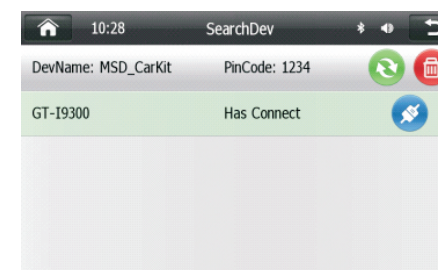 10:28 SearchDev
DevName: MSD_CarKit PinCode: 1234
GT-I9300 Has Connect